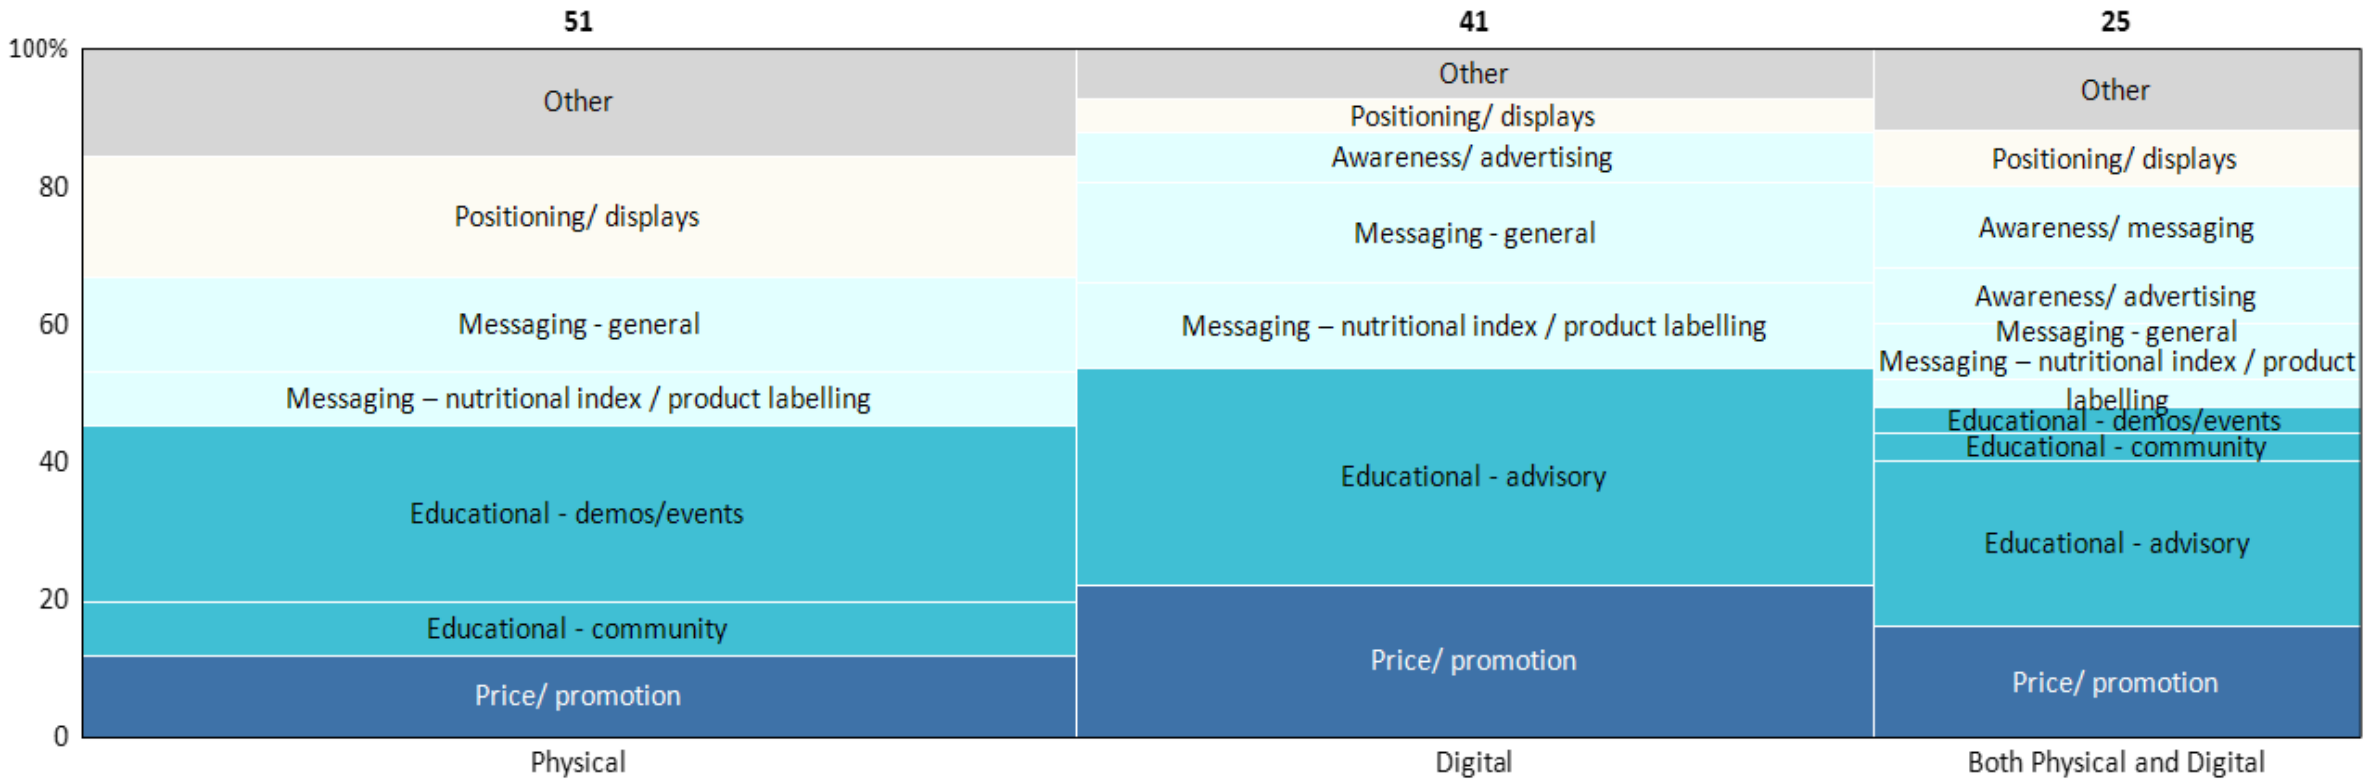 51 41 25
100%
80
60
40
20
0
Other
Positioning/ displays
Messaging - general
Messaging – nutritional index / product labelling
Educational - demos/events
Educational - community
Price/ promotion
Physical
Other
Positioning/ displays
Awareness/ advertising
Messaging - general
Messaging – nutritional index / product labelling
Educational - advisory
Price/ promotion
Digital
Other
Positioning/ displays
Awareness/ messaging
Awareness/ advertising
Messaging - general
Messaging – nutritional index / product
labelling
Educational - demos/events
Educational - community
Educational - advisory
Price/ promotion
Both Physical and Digital